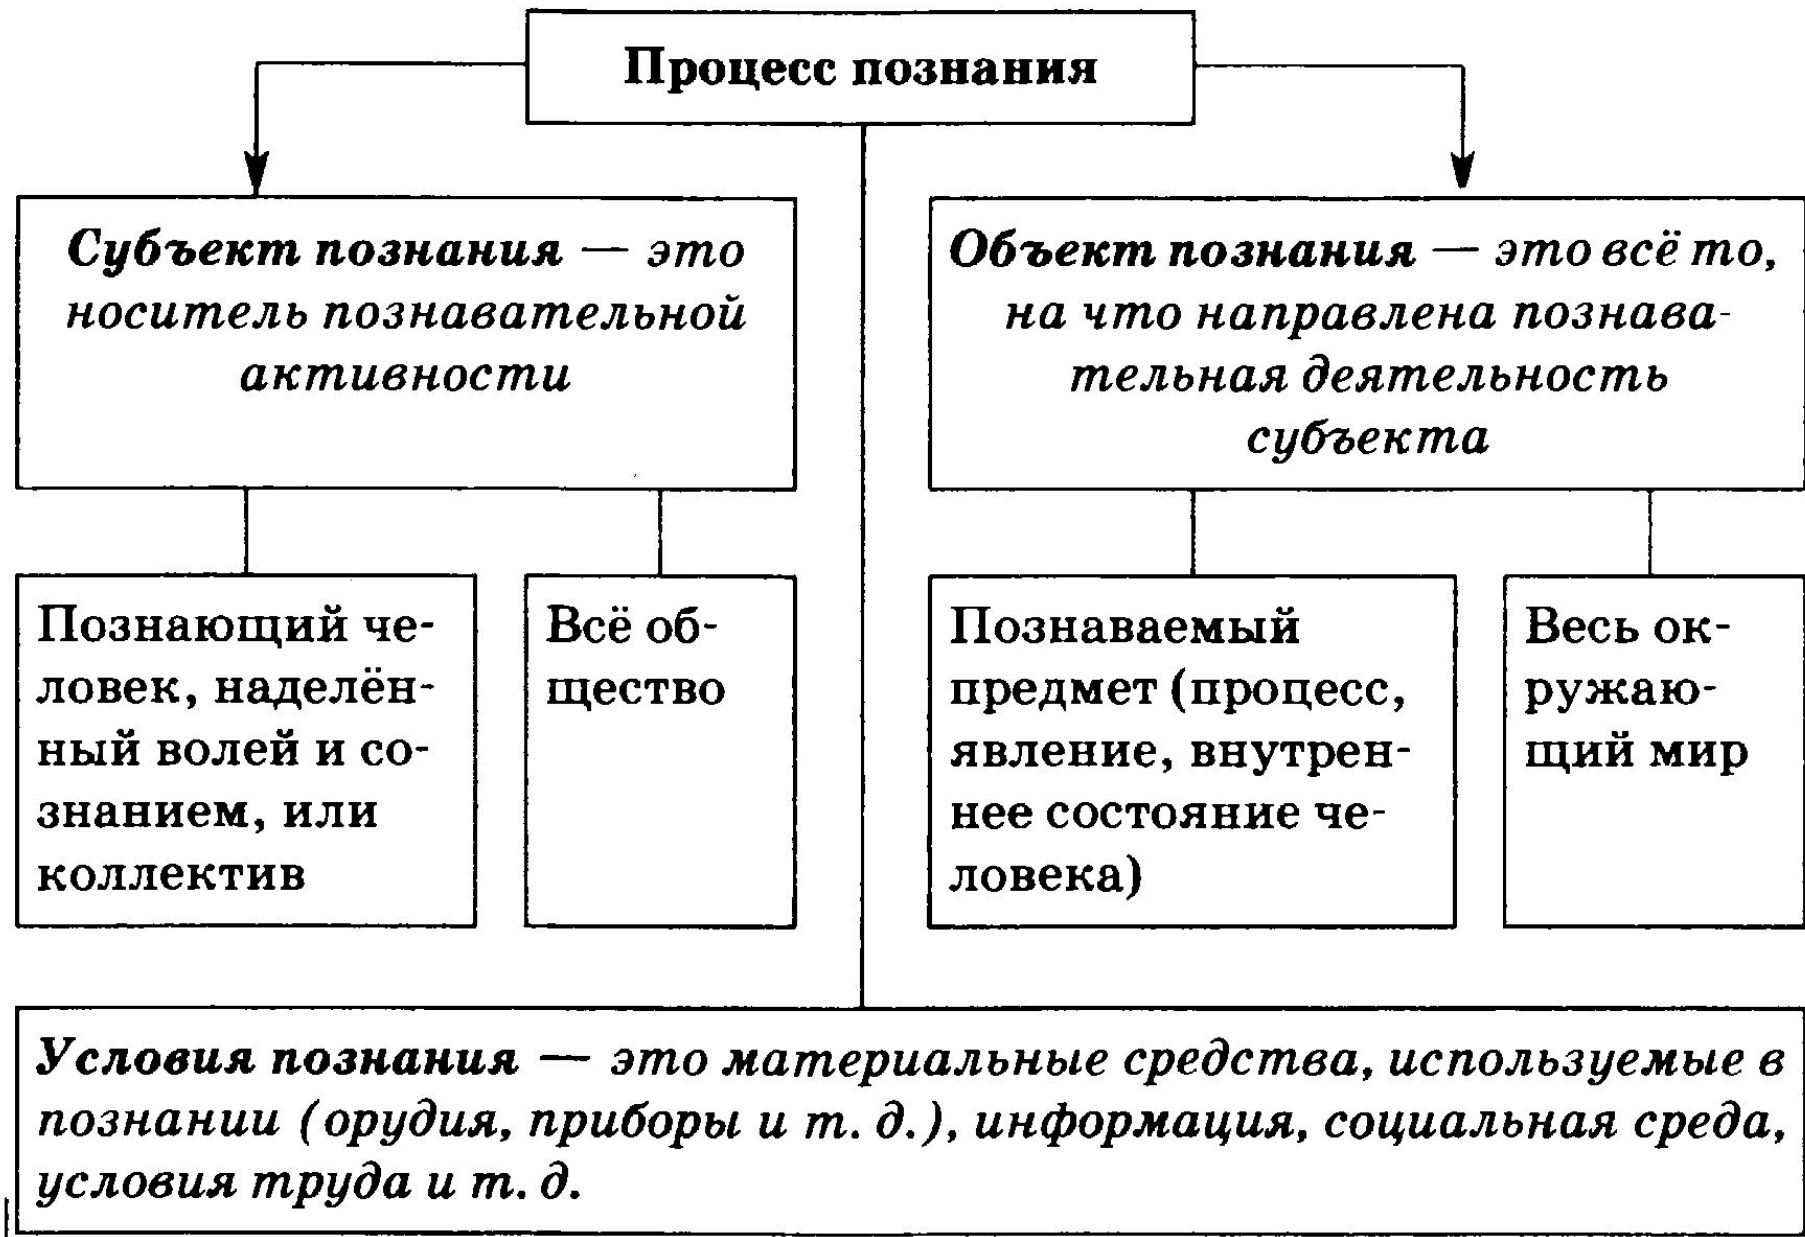 Процесс познания
Субъект познания — это
носитель познавательной
активности
Объект познания — это всё то,
на что направлена познава-
тельная деятельность
субъекта
Познающий че-
ловек, наделён-
ный волей и со-
знанием, или
коллектив
Всё об-
щество
Познаваемый
предмет (процесс,
явление, внутрен-
нее состояние че-
ловека)
Весь ок-
ружаю-
щий мир
Условия познания — это материальные средства, используемые в
познании (орудия, приборы и т. д.), информация, социальная среда,
условия труда и т. д.